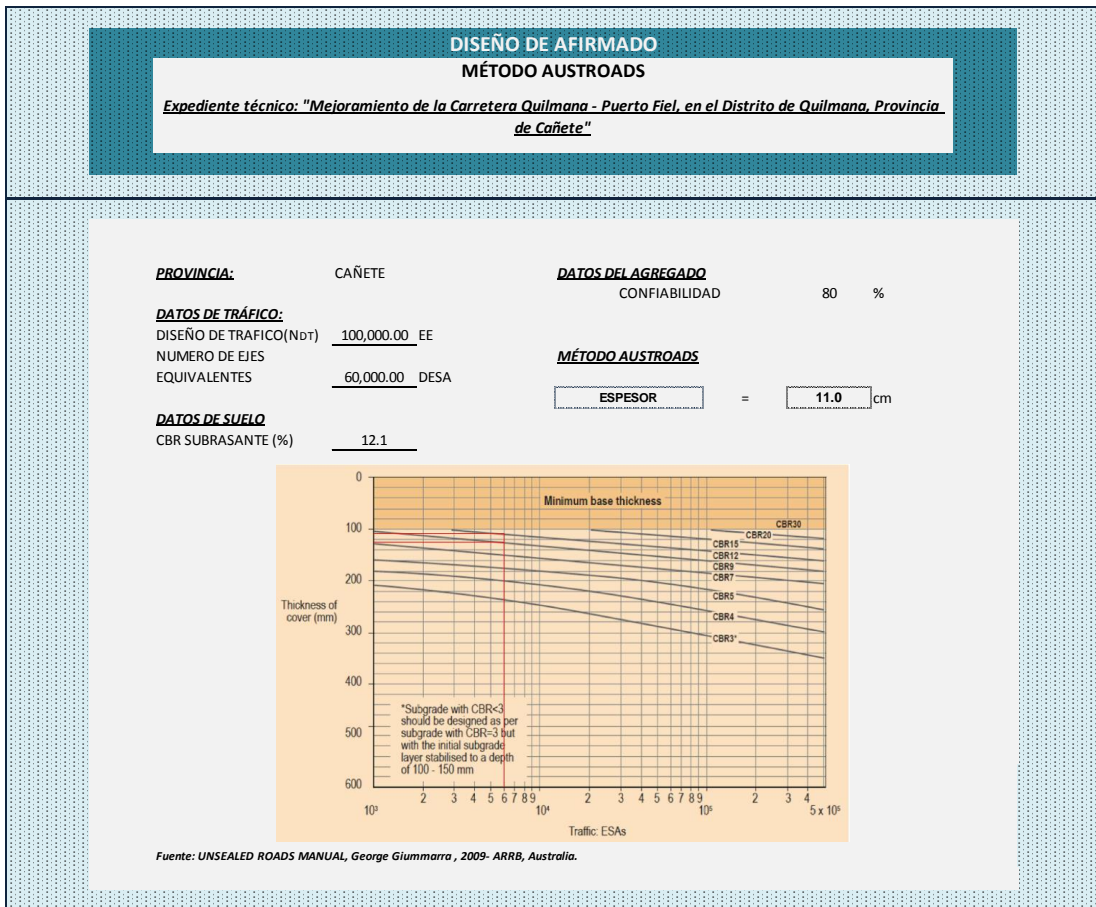 DISEÑO DE AFIRMADO
MÉTODO AUSTROADS
Expediente técnico: "Mejoramiento de la Carretera Quilmana - Puerto Fiel, en el Distrito de Quilmana, Provincia
de Cañete"
PROVINCIA: CAÑETE
DATOS DEL AGREGADO
CONFIABILIDAD 80 %
DATOS DE TRÁFICO:
DISEÑO DE TRAFICO(NDT) 100,000.00 EE
NUMERO DE EJES
EQUIVALENTES 60,000.00 DESA
MÉTODO AUSTROADS
ESPESOR = 11.0 cm
DATOS DE SUELO
CBR SUBRASANTE (%) 12.1
0
100
200
300
400
500
600
Thickness of
cover (mm)
Minimum base thickness
CBR30
CBR20
CBR15
CBR12
CBR9
CBR7
CBR5
CBR4
CBR3*
*Subgrade with CBR<3
should be designed as per
subgrade with CBR=3 but
with the initial subgrade
layer stabilised to a depth
of 100 - 150 mm
2 3 4 5 6 7 8 9 2 3 4 5 6 7 8 9 2 3 4
10³ 10⁴ 10⁵ 5 x 10⁵
Traffic: ESAs
Fuente: UNSEALED ROADS MANUAL, George Giummarra , 2009- ARRB, Australia.